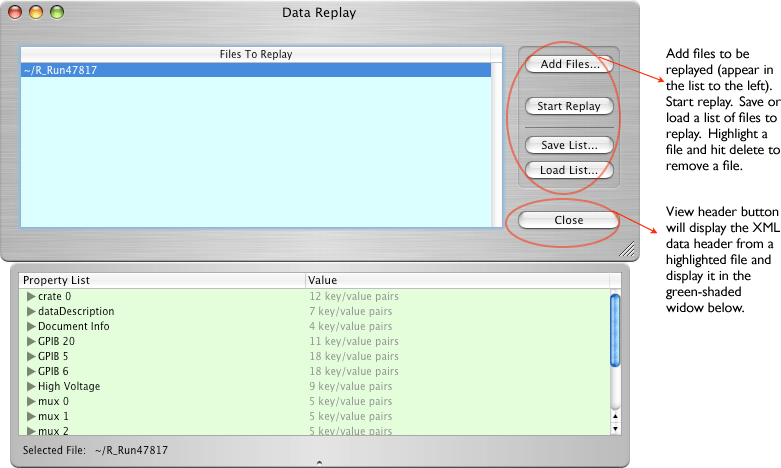 Data Replay
Files To Replay
~/R_Run47817
Add Files...
Start Replay
Save List...
Load List...
Close
Add files to be
replayed (appear in
the list to the left).
Start replay. Save or
load a list of files to
replay. Highlight a
file and hit delete to
remove a file.
View header button
will display the XML
data header from a
highlighted file and
display it in the
green-shaded
widow below.
Property List Value
crate 0 12 key/value pairs
dataDescription 7 key/value pairs
Document Info 4 key/value pairs
GPIB 20 11 key/value pairs
GPIB 5 18 key/value pairs
GPIB 6 18 key/value pairs
High Voltage 9 key/value pairs
mux 0 5 key/value pairs
mux 1 5 key/value pairs
mux 2 5 key/value pairs
Selected File: ~/R_Run47817